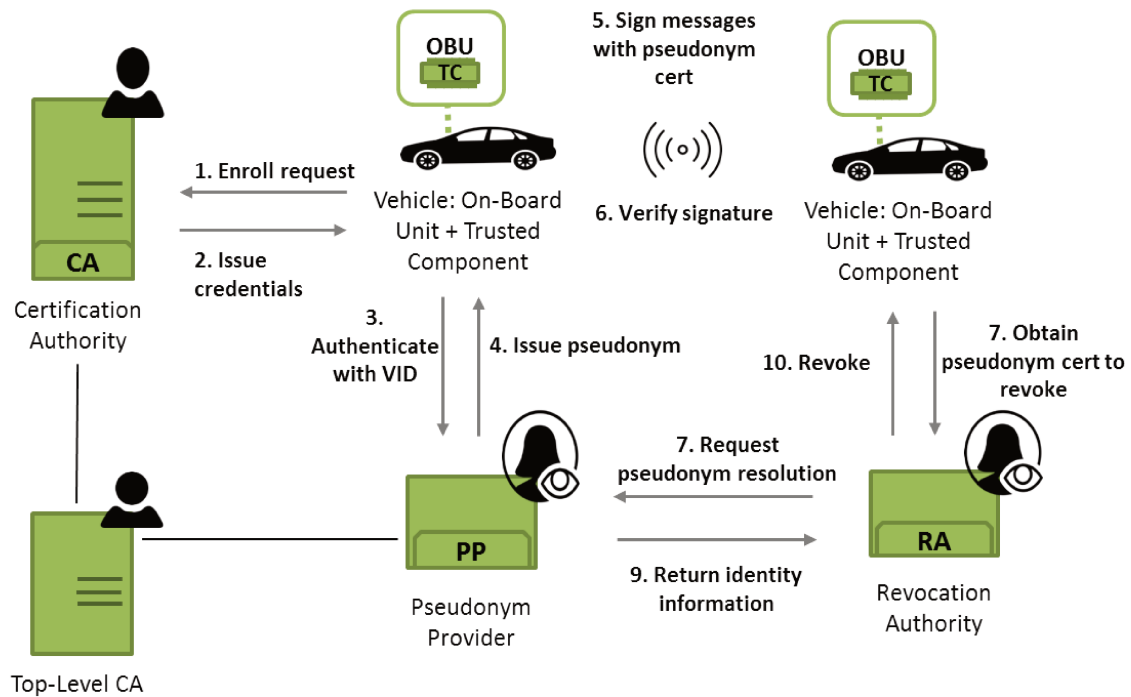 OBU
TC
5. Sign messages
with pseudonym
cert
OBU
TC
1. Enroll request
Vehicle: On-Board
Unit + Trusted
Component
6. Verify signature
Vehicle: On-Board
Unit + Trusted
Component
CA
2. Issue
credentials
Certification
Authority
3.
Authenticate
with VID
4. Issue pseudonym
10. Revoke
7. Obtain
pseudonym cert to
revoke
7. Request
pseudonym resolution
PP
RA
9. Return identity
information
Pseudonym
Provider
Revocation
Authority
Top-Level CA